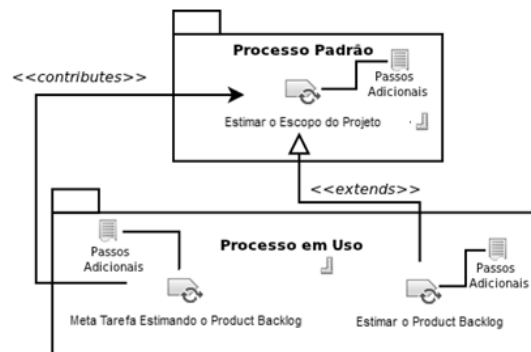 Processo Padrão
<<contributes>>
Passos
Adicionais
Estimar o Escopo do Projeto
<<extends>>
Passos
Adicionais
Processo em Uso
Passos
Adicionais
Meta Tarefa Estimando o Product Backlog
Estimar o Product Backlog